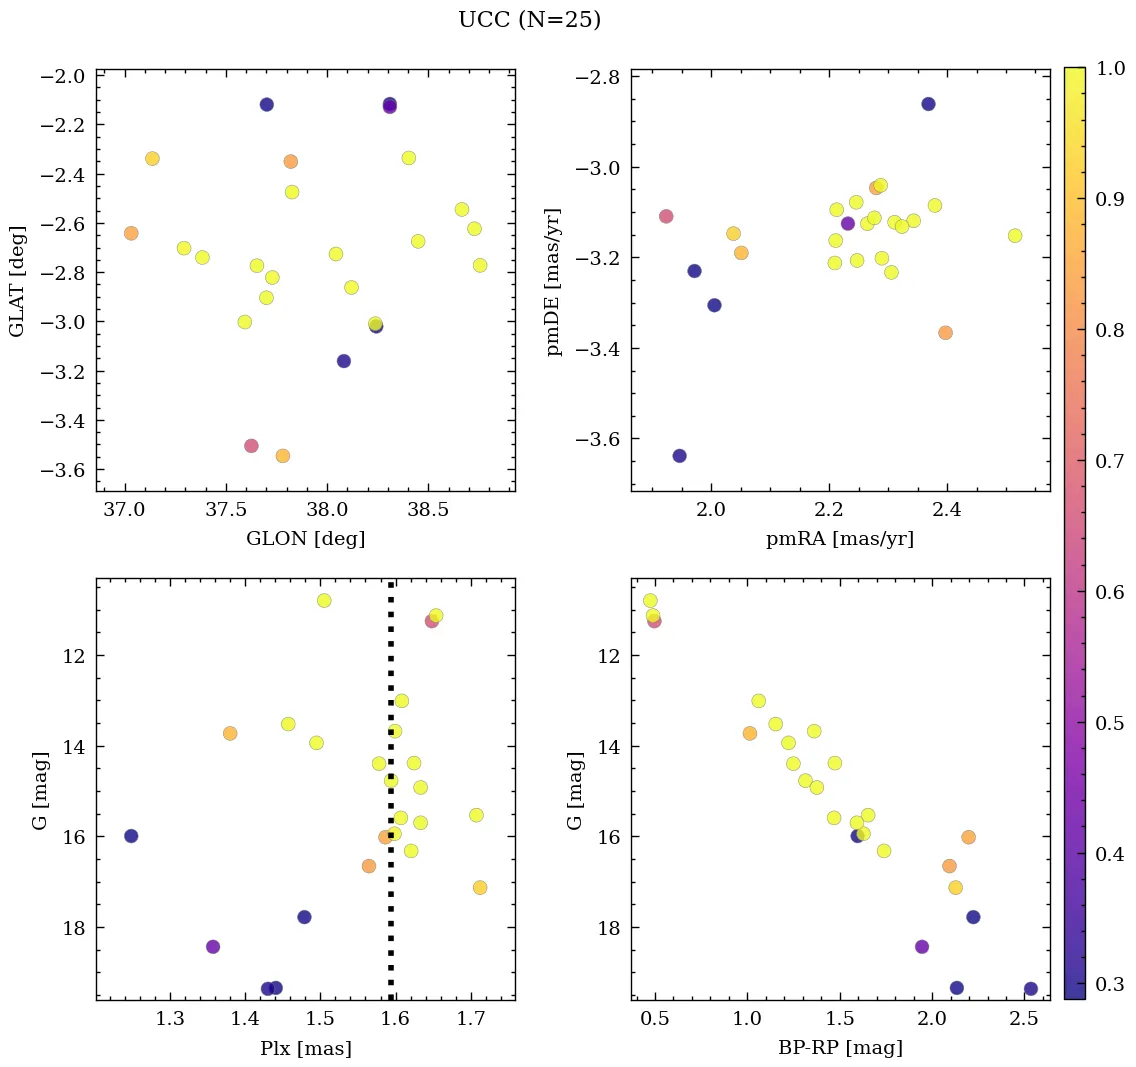 UCC (N=25)
−2.0
−2.2
−2.4
−2.6
−2.8
−3.0
−3.2
−3.4
−3.6
GLAT [deg]
37.0 37.5 38.0 38.5
GLON [deg]
−2.8
−3.0
−3.2
−3.4
−3.6
pmDE [mas/yr]
2.0 2.2 2.4
pmRA [mas/yr]
12
14
16
18
G [mag]
1.3 1.4 1.5 1.6 1.7
Plx [mas]
12
14
16
18
G [mag]
0.5 1.0 1.5 2.0 2.5
BP-RP [mag]
1.0
0.9
0.8
0.7
0.6
0.5
0.4
0.3